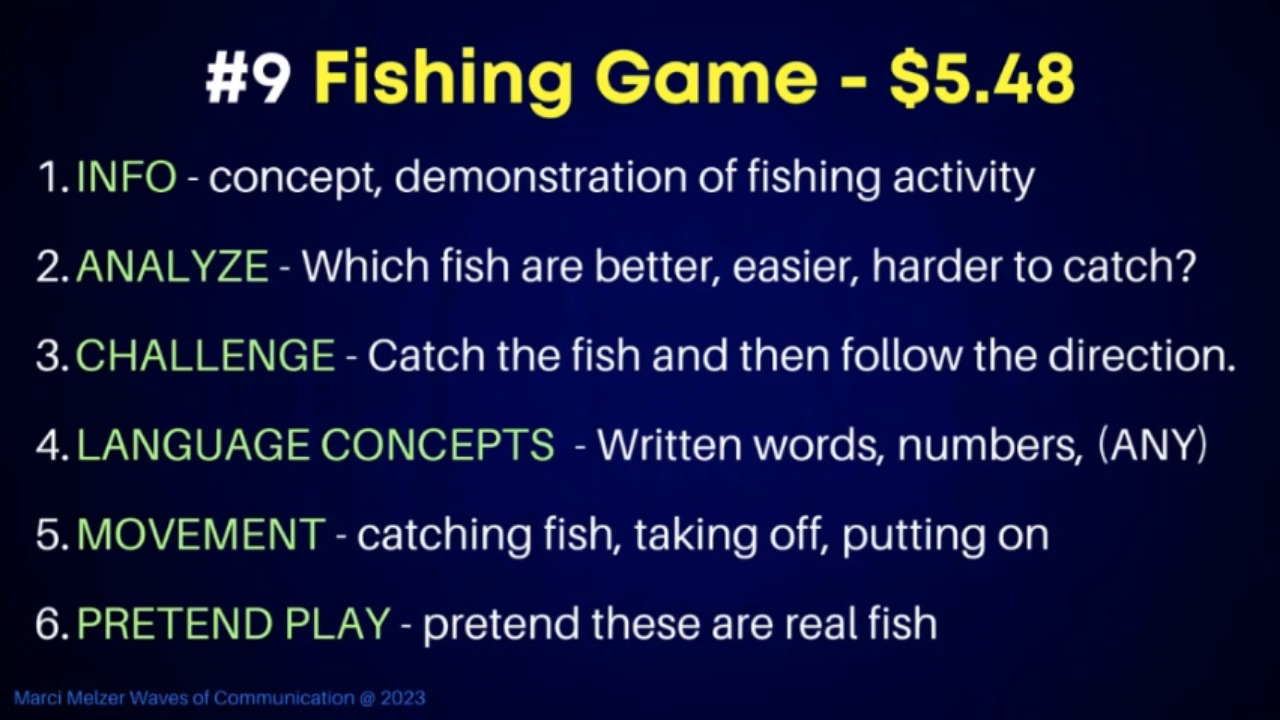 #9 Fishing Game - $5.48
1. INFO - concept, demonstration of fishing activity
2. ANALYZE - Which fish are better, easier, harder to catch?
3. CHALLENGE - Catch the fish and then follow the direction.
4. LANGUAGE CONCEPTS - Written words, numbers, (ANY)
5. MOVEMENT - catching fish, taking off, putting on
6. PRETEND PLAY - pretend these are real fish
Marci Melzer Waves of Communication @ 2023